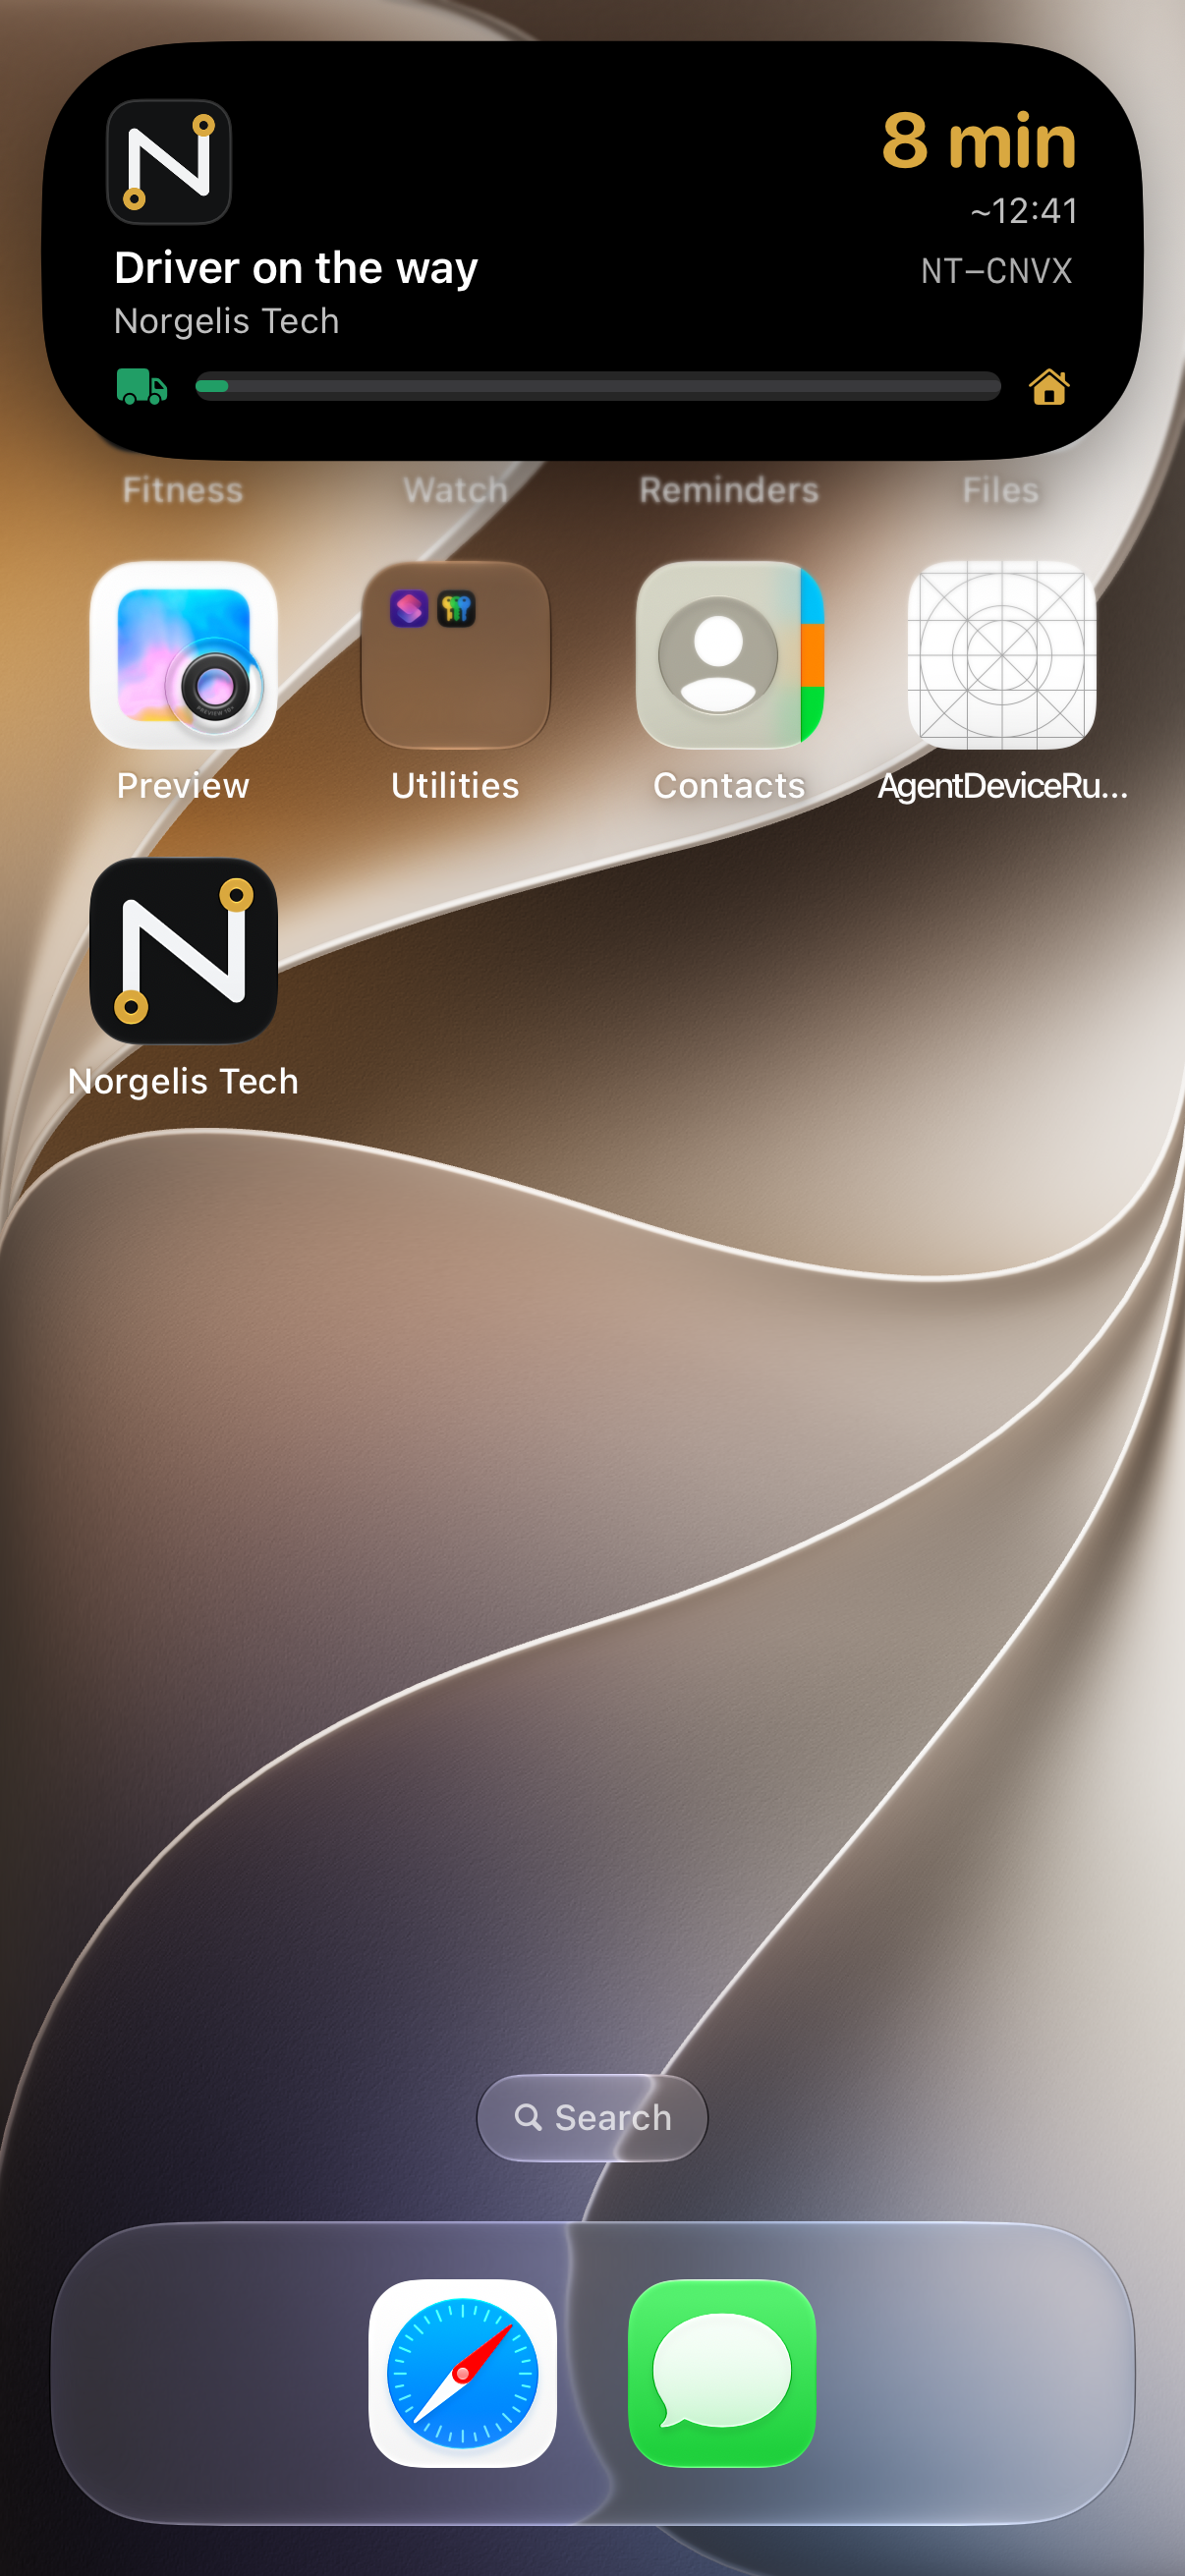 8 min
~12:41
Driver on the way
NT–CNVX
Norgelis Tech
Fitness
Watch
Reminders
Files
Preview
Utilities
Contacts
AgentDeviceRu...
Norgelis Tech
Search